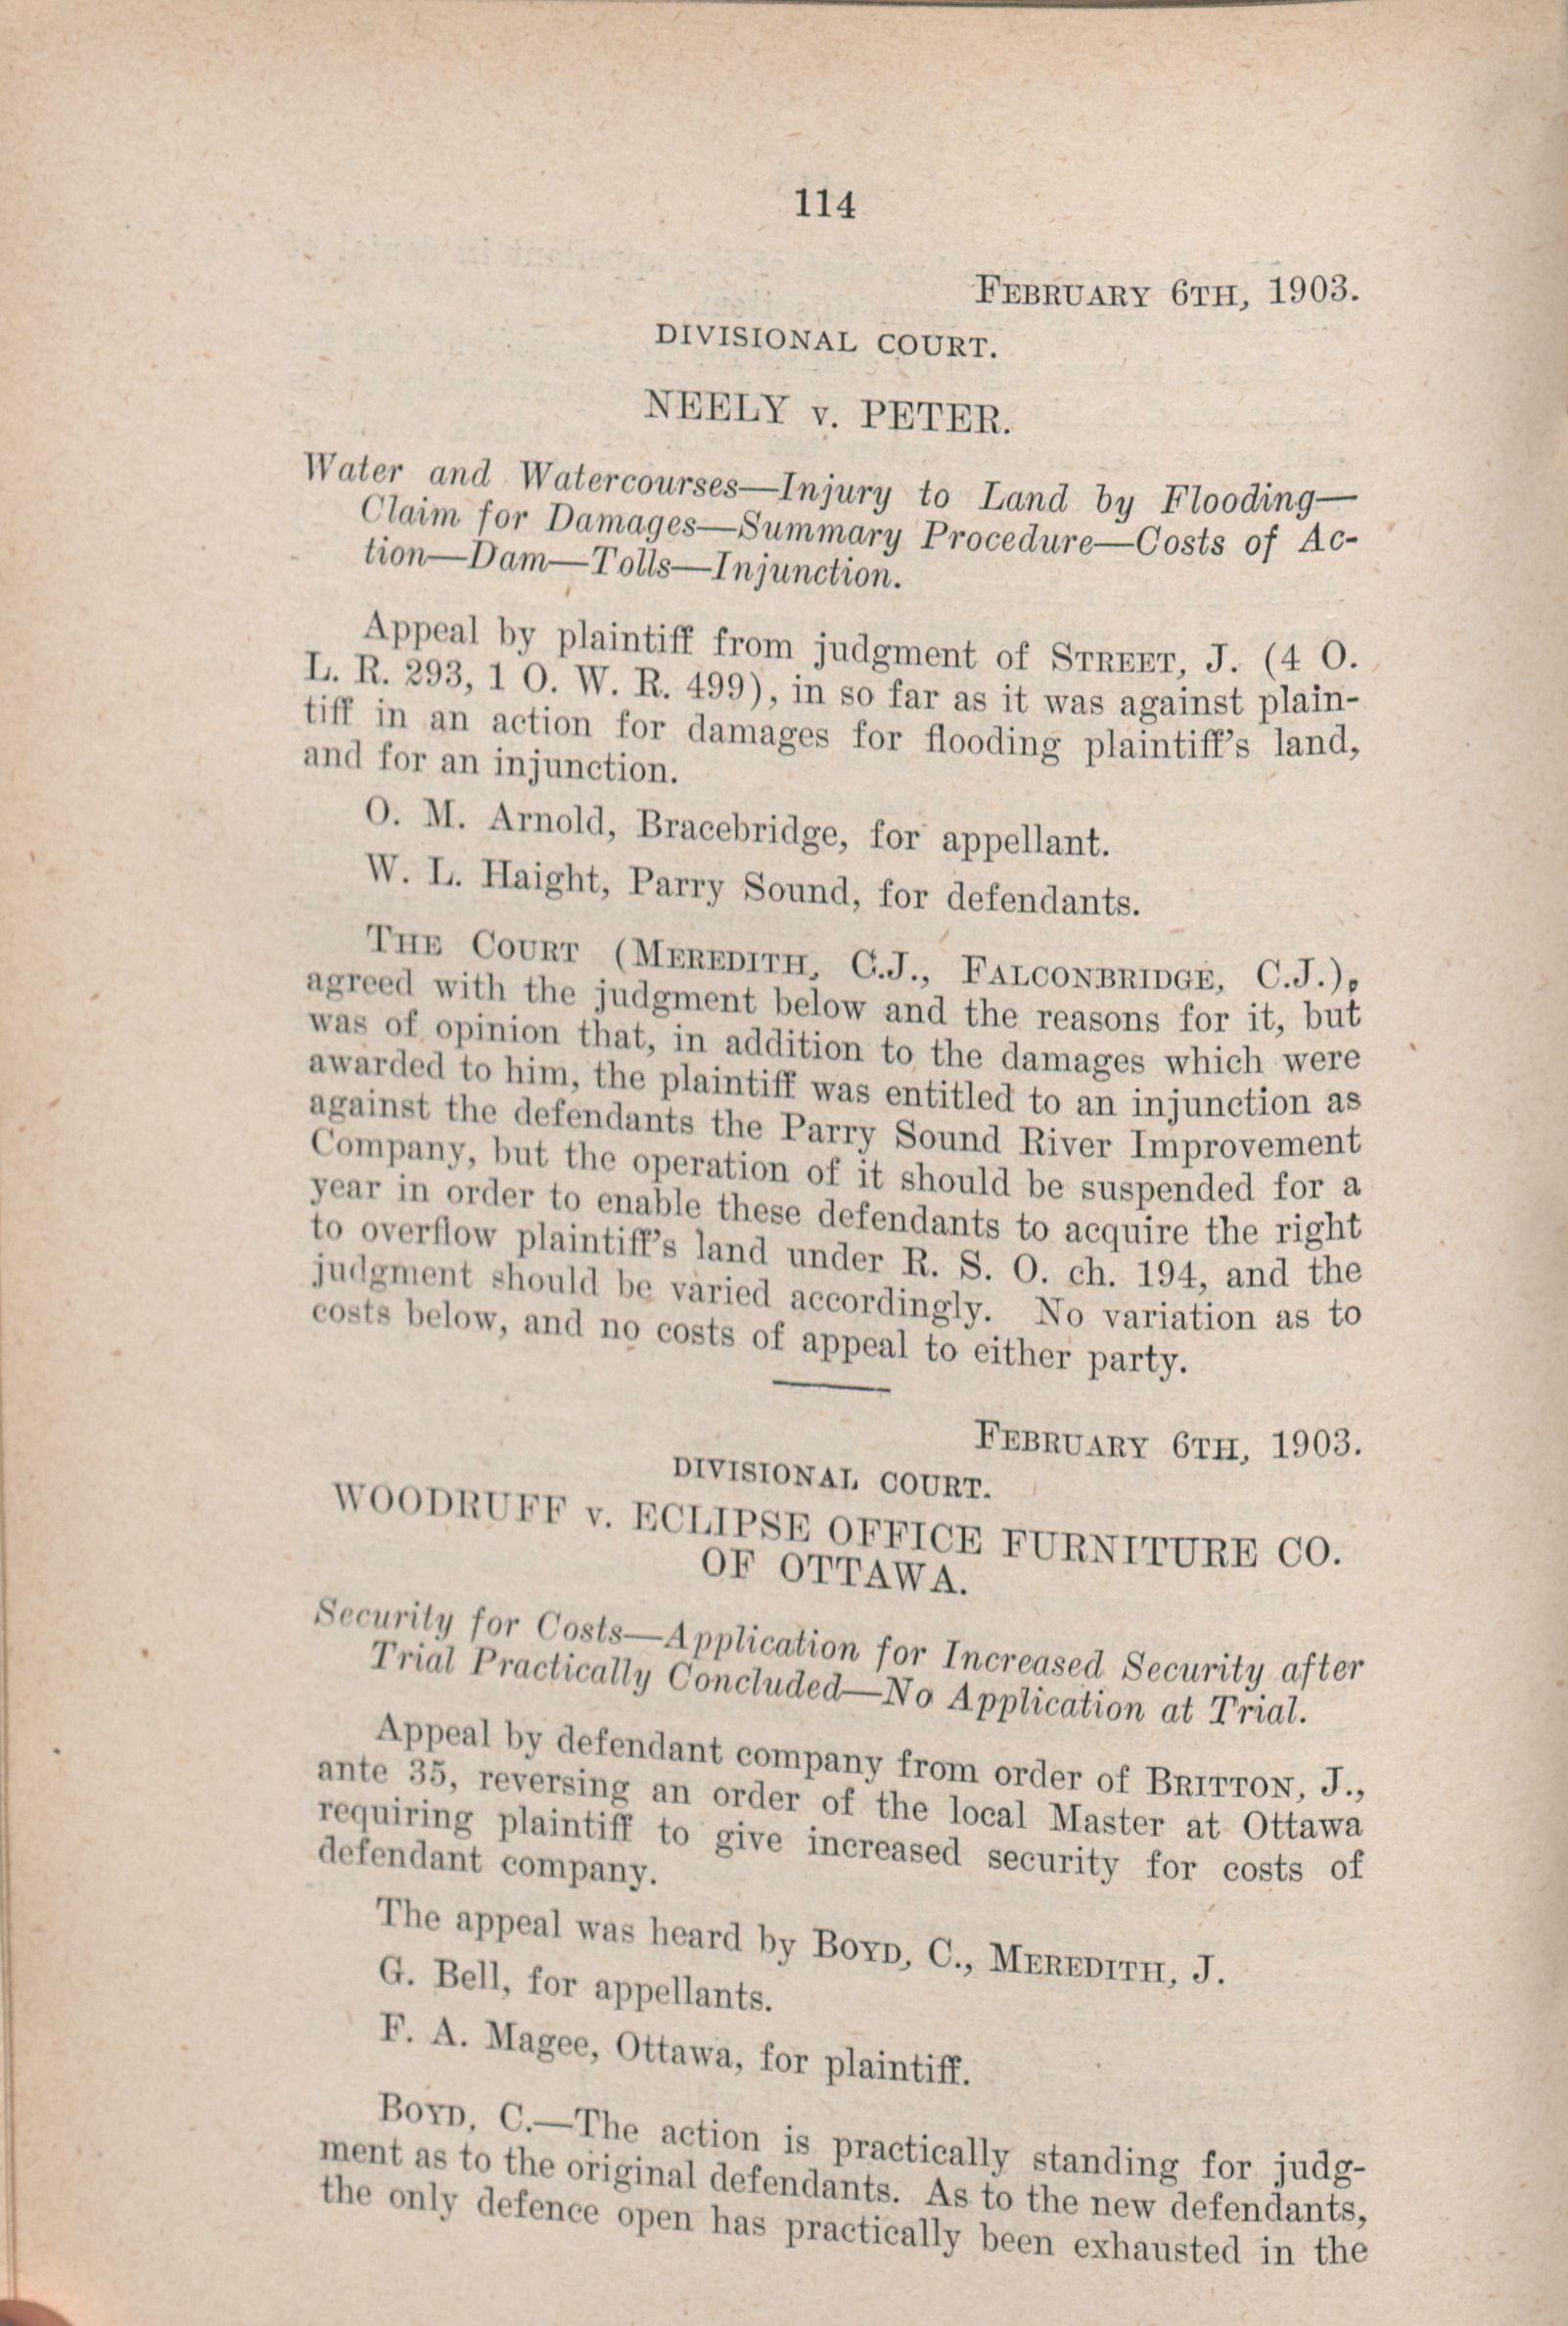 114
FEBRUARY 6TH, 1903.
DIVISIONAL COURT.
NEELY v. PETER.
Water and Watercourses—Injury to Land by Flooding—
Claim for Damages—Summary Procedure—Costs of Ac-
tion—Dam—Tolls—Injunction.
Appeal by plaintiff from judgment of STREET, J. (4 O.
L. R. 293, 1 O. W. R. 499), in so far as it was against plain-
tiff in an action for damages for flooding plaintiff's land,
and for an injunction.
O. M. Arnold, Bracebridge, for appellant.
W. L. Haight, Parry Sound, for defendants.
THE COURT (MEREDITH, C.J., FALCONBRIDGE, C.J.),
agreed with the judgment below and the reasons for it, but
was of opinion that, in addition to the damages which were
awarded to him, the plaintiff was entitled to an injunction as
against the defendants the Parry Sound River Improvement
Company, but the operation of it should be suspended for a
year in order to enable these defendants to acquire the right
to overflow plaintiff's land under R. S. O. ch. 194, and the
judgment should be varied accordingly. No variation as to
costs below, and no costs of appeal to either party.
FEBRUARY 6TH, 1903.
DIVISIONAL COURT.
WOODRUFF v. ECLIPSE OFFICE FURNITURE CO.
OF OTTAWA.
Security for Costs—Application for Increased Security after
Trial Practically Concluded—No Application at Trial.
Appeal by defendant company from order of BRITTON, J.,
ante 35, reversing an order of the local Master at Ottawa
requiring plaintiff to give increased security for costs of
defendant company.
The appeal was heard by BOYD, C., MEREDITH, J.
G. Bell, for appellants.
F. A. Magee, Ottawa, for plaintiff.
BOYD, C.—The action is practically standing for judg-
ment as to the original defendants. As to the new defendants,
the only defence open has practically been exhausted in the